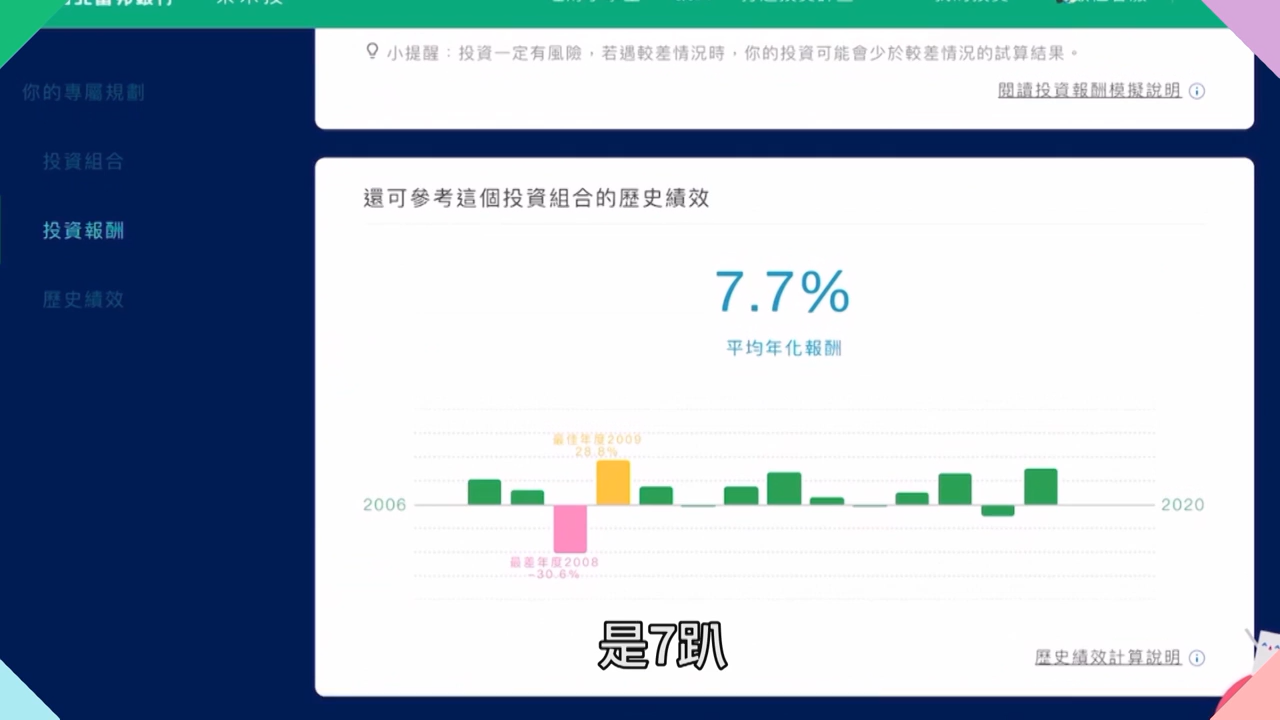 小提醒：投資一定有風險，若遇較差情況時，你的投資可能會少於較差情況的試算結果。
閱讀投資報酬模擬說明
你的專屬規劃
投資組合
投資報酬
歷史績效
還可參考這個投資組合的歷史績效
7.7%
平均年化報酬
最佳年度2009
28.8%
2006
2020
最差年度2008
-30.6%
是7趴
歷史績效計算說明